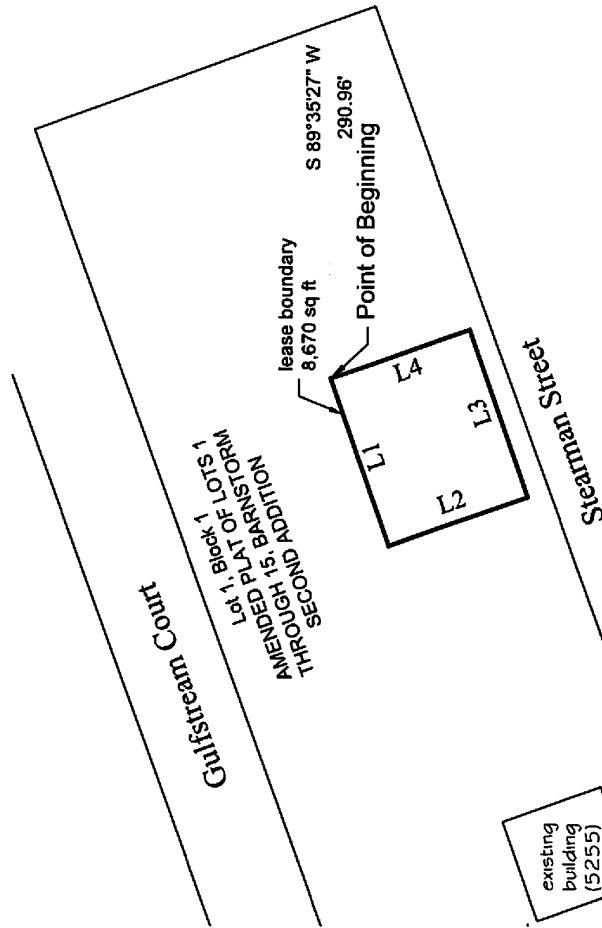 Gulfstream Court
Lot 1, Block 1
AMENDED PLAT OF LOTS 1
THROUGH 15, BARNSTORM
SECOND ADDITION
lease boundary
8,670 sq ft
S 89°35'27" W
290.96'
Point of Beginning
L1
L2
L3
L4
Stearman Street
existing
building
(5255)